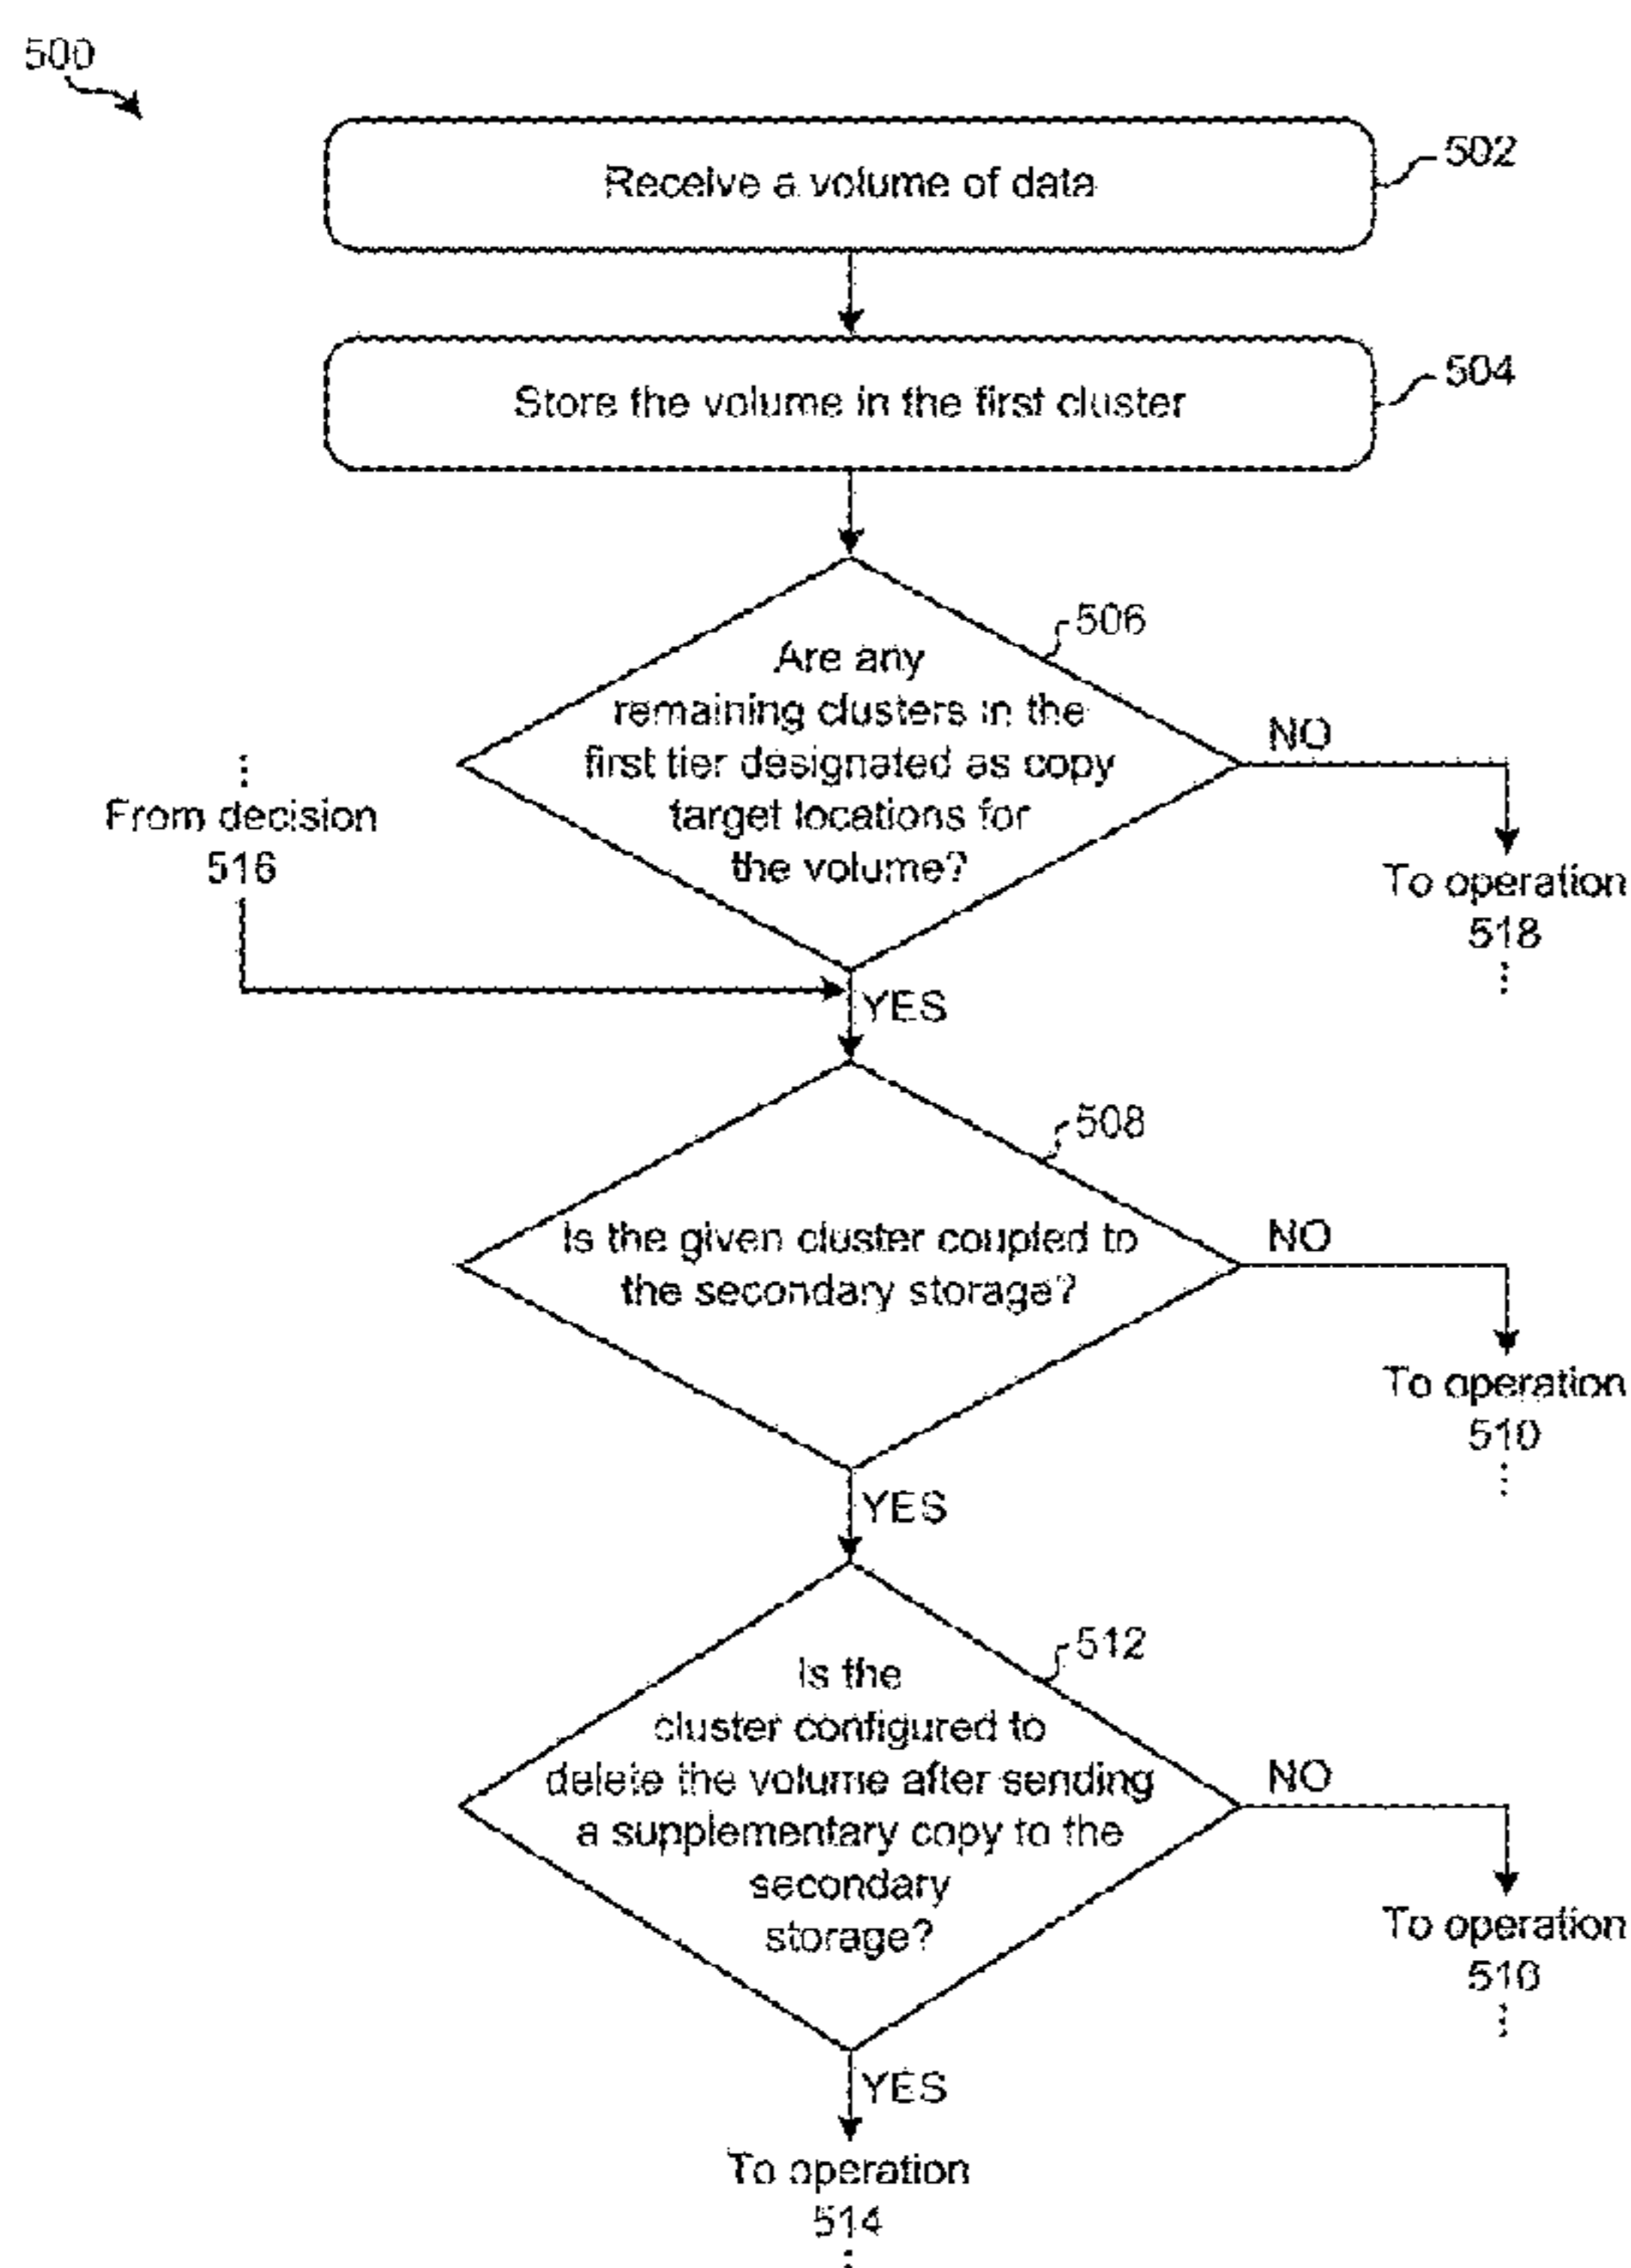 500
Receive a volume of data
502
Store the volume in the first cluster
504
506
Are any
remaining clusters in the
first tier designated as copy
target locations for
the volume?
NO
To operation
518
⋮
⋮
From decision
516
YES
508
Is the given cluster coupled to
the secondary storage?
NO
To operation
510
⋮
YES
512
Is the
cluster configured to
delete the volume after sending
a supplementary copy to the
secondary
storage?
NO
To operation
510
⋮
YES
To operation
514
⋮